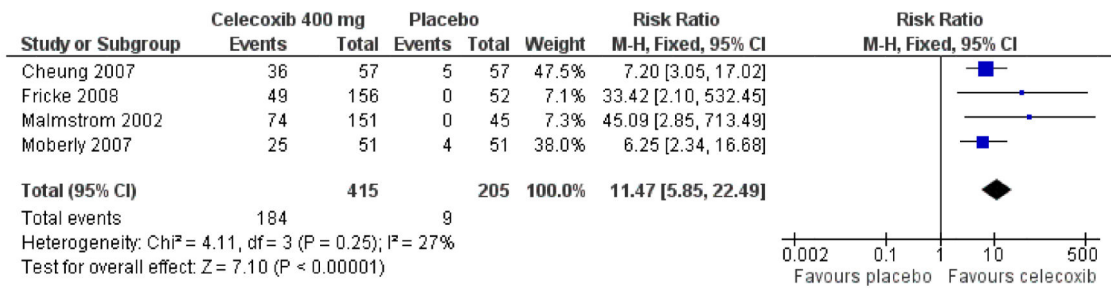 Celecoxib 400 mg Placebo Risk Ratio Risk Ratio
Study or Subgroup Events Total Events Total Weight M-H, Fixed, 95% CI M-H, Fixed, 95% CI
Cheung 2007 36 57 5 57 47.5% 7.20 [3.05, 17.02]
Fricke 2008 49 156 0 52 7.1% 33.42 [2.10, 532.45]
Malmstrom 2002 74 151 0 45 7.3% 45.09 [2.85, 713.49]
Moberly 2007 25 51 4 51 38.0% 6.25 [2.34, 16.68]
Total (95% CI) 415 205 100.0% 11.47 [5.85, 22.49]
Total events 184 9
Heterogeneity: Chi² = 4.11, df = 3 (P = 0.25); I² = 27%
Test for overall effect: Z = 7.10 (P < 0.00001)
0.002 0.1 1 10 500
Favours placebo Favours celecoxib